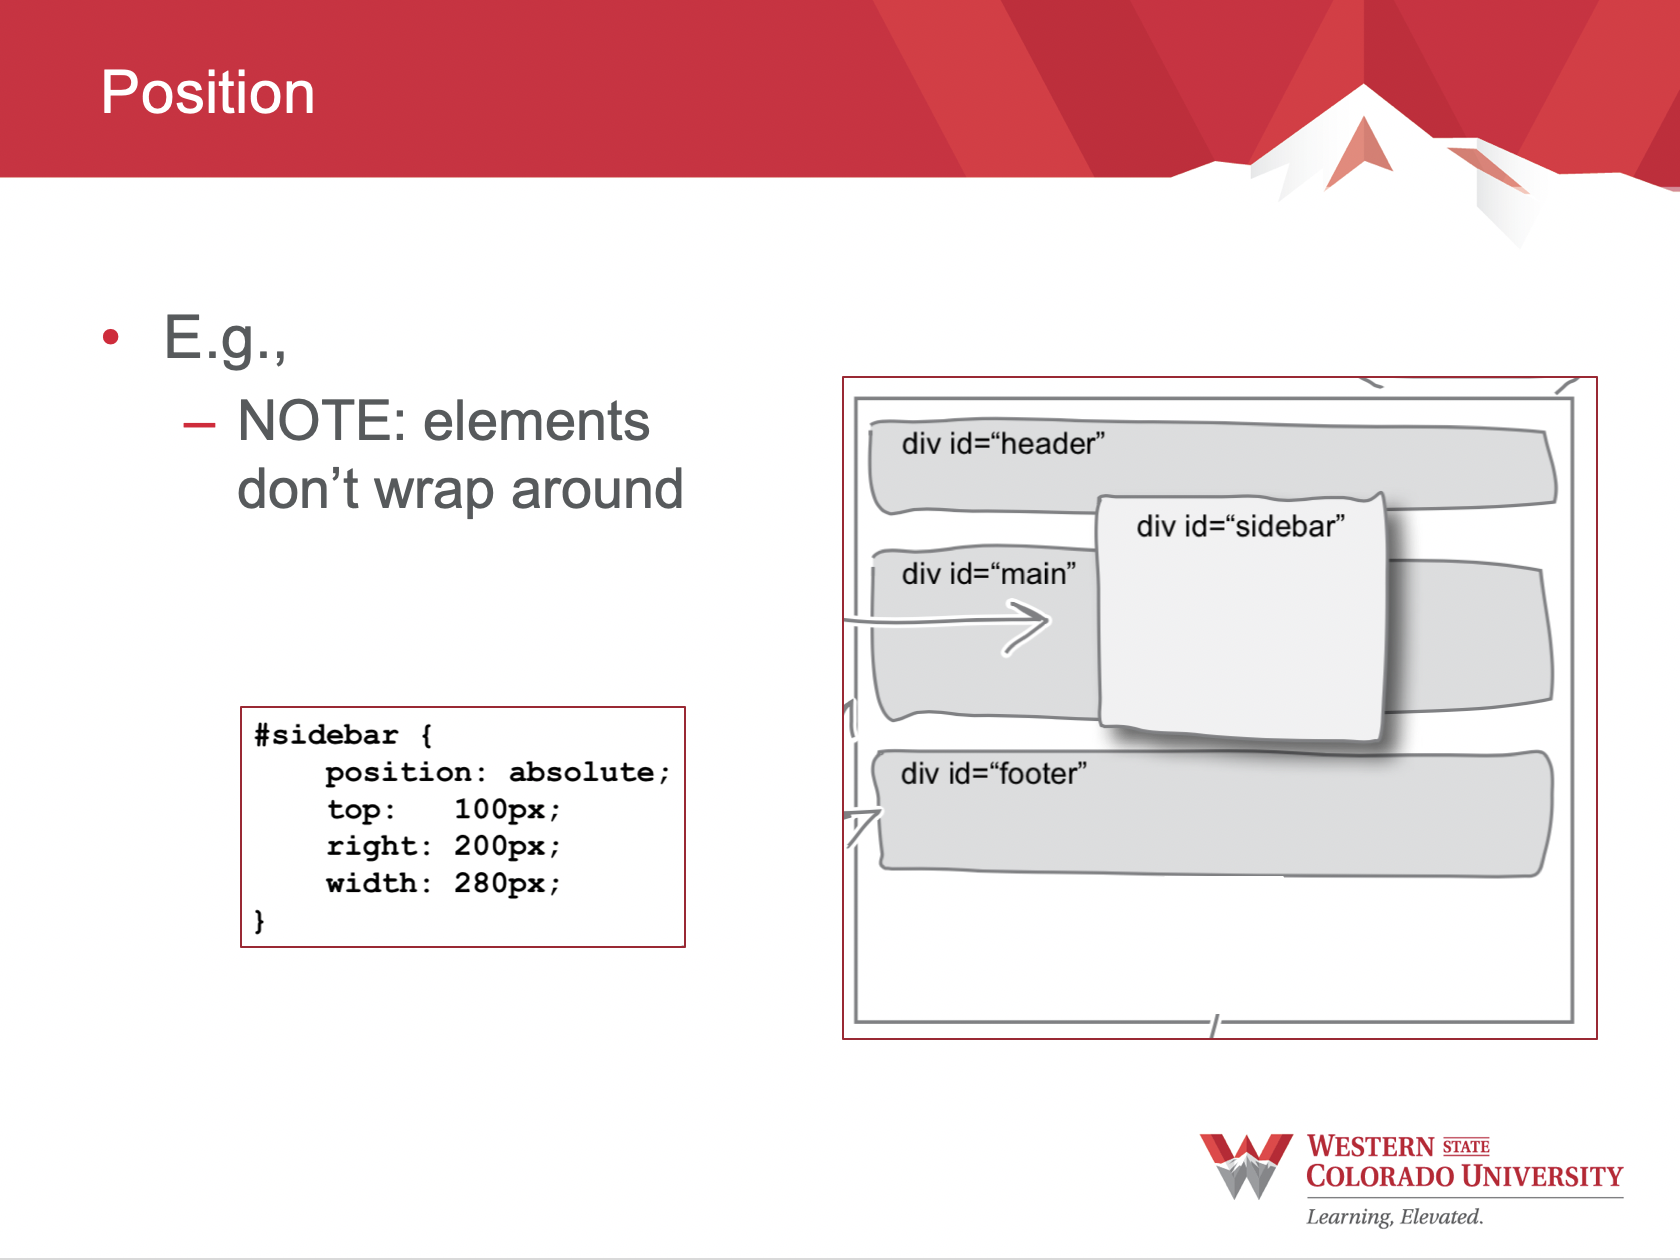 Position
• E.g.,
– NOTE: elements
don’t wrap around
#sidebar {
    position: absolute;
    top:   100px;
    right: 200px;
    width: 280px;
}
div id=“header”
div id=“sidebar”
div id=“main”
div id=“footer”
WESTERN STATE
COLORADO UNIVERSITY
Learning, Elevated.